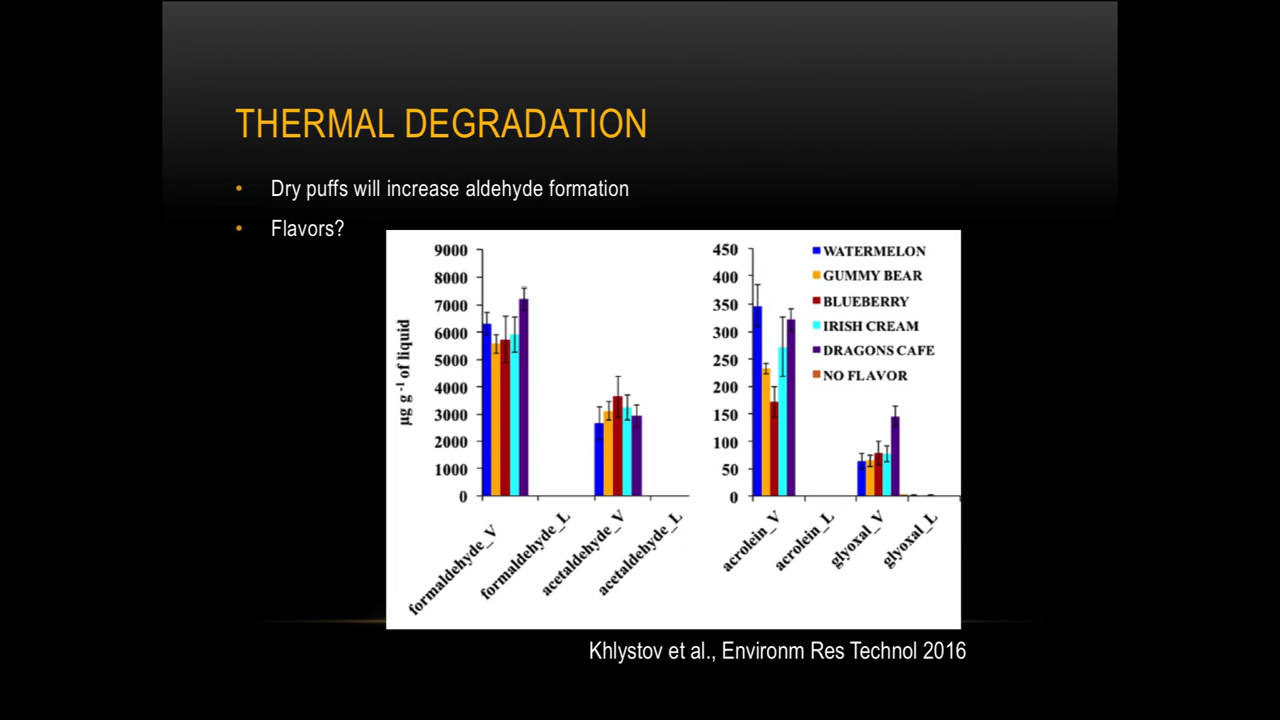 THERMAL DEGRADATION
• Dry puffs will increase aldehyde formation
• Flavors?
µg g⁻¹ of liquid
9000
8000
7000
6000
5000
4000
3000
2000
1000
0
formaldehyde_V
formaldehyde_L
acetaldehyde_V
acetaldehyde_L
450
400
350
300
250
200
150
100
50
0
acrolein_V
acrolein_L
glyoxal_V
glyoxal_L
WATERMELON
GUMMY BEAR
BLUEBERRY
IRISH CREAM
DRAGONS CAFE
NO FLAVOR
Khlystov et al., Environm Res Technol 2016